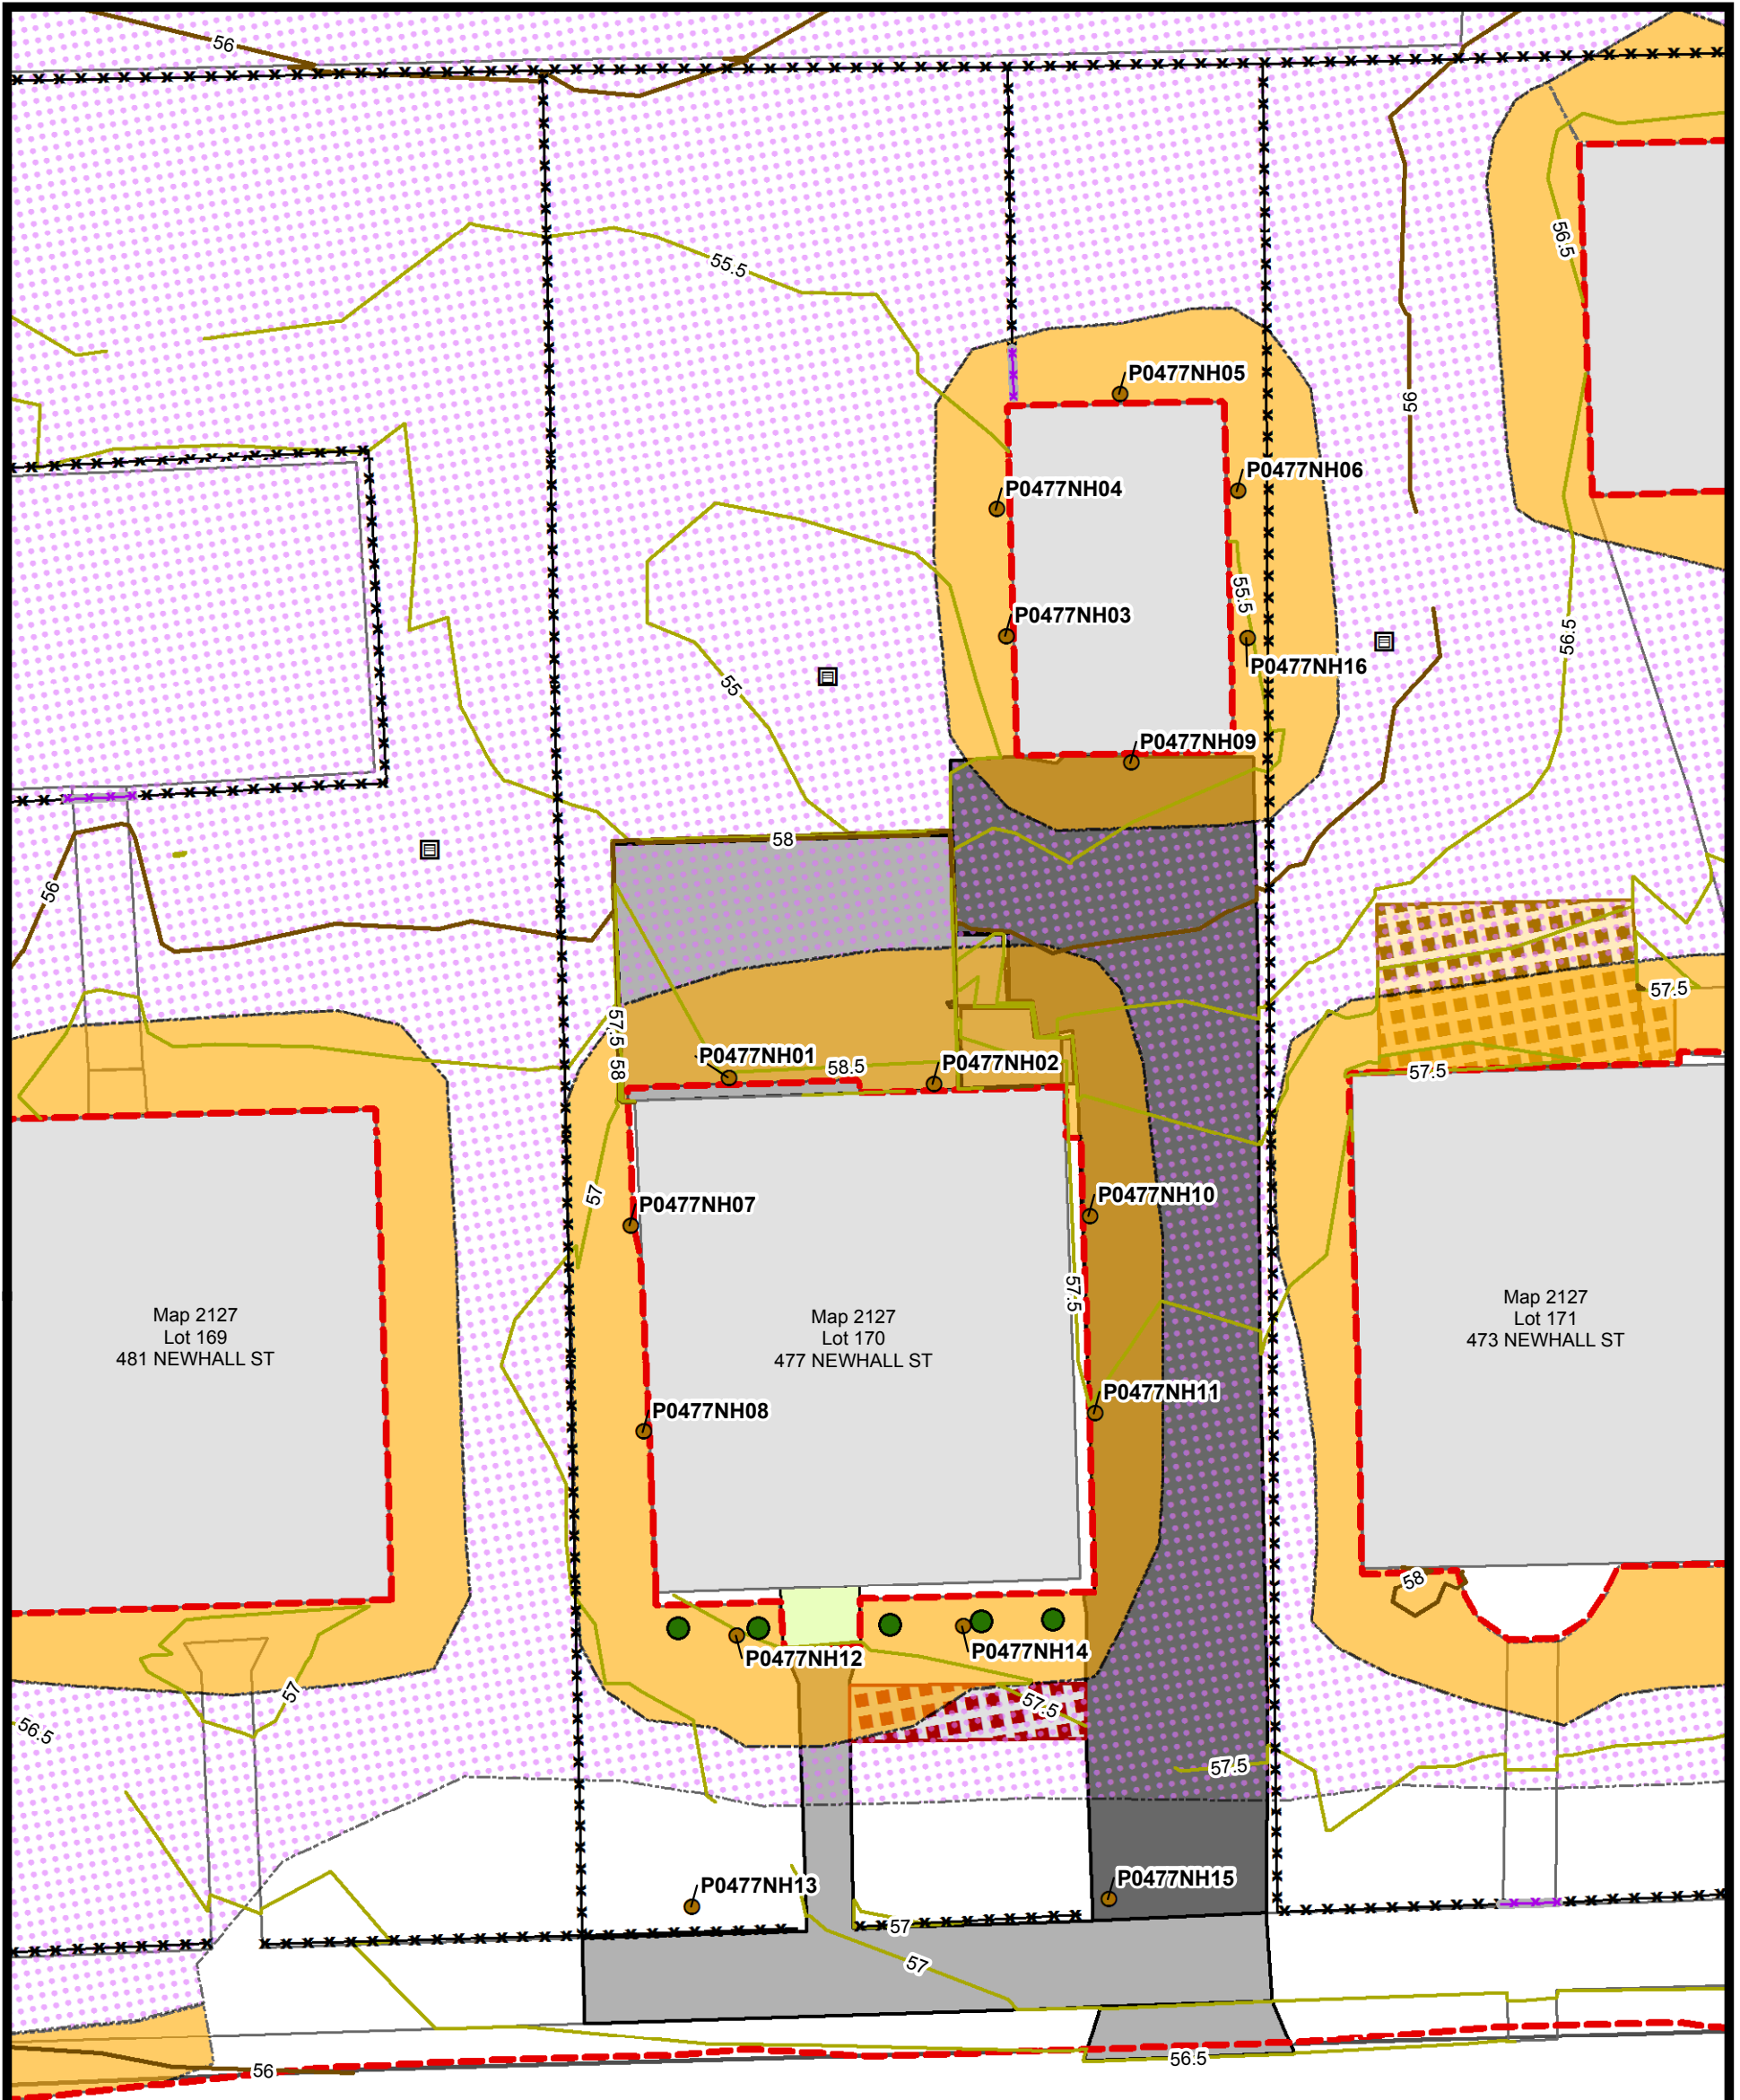 56
55.5
56.5
P0477NH05
56
P0477NH06
P0477NH04
55.5
P0477NH03
56.5
P0477NH16
55
P0477NH09
58
56
57.5
57.5
P0477NH01
58.5
P0477NH02
58
57.5
57
P0477NH07
P0477NH10
57.5
Map 2127
Lot 169
481 NEWHALL ST
Map 2127
Lot 170
477 NEWHALL ST
Map 2127
Lot 171
473 NEWHALL ST
P0477NH11
P0477NH08
58
P0477NH12
P0477NH14
57
57.5
56.5
57.5
P0477NH13
P0477NH15
57
57
56.5
56